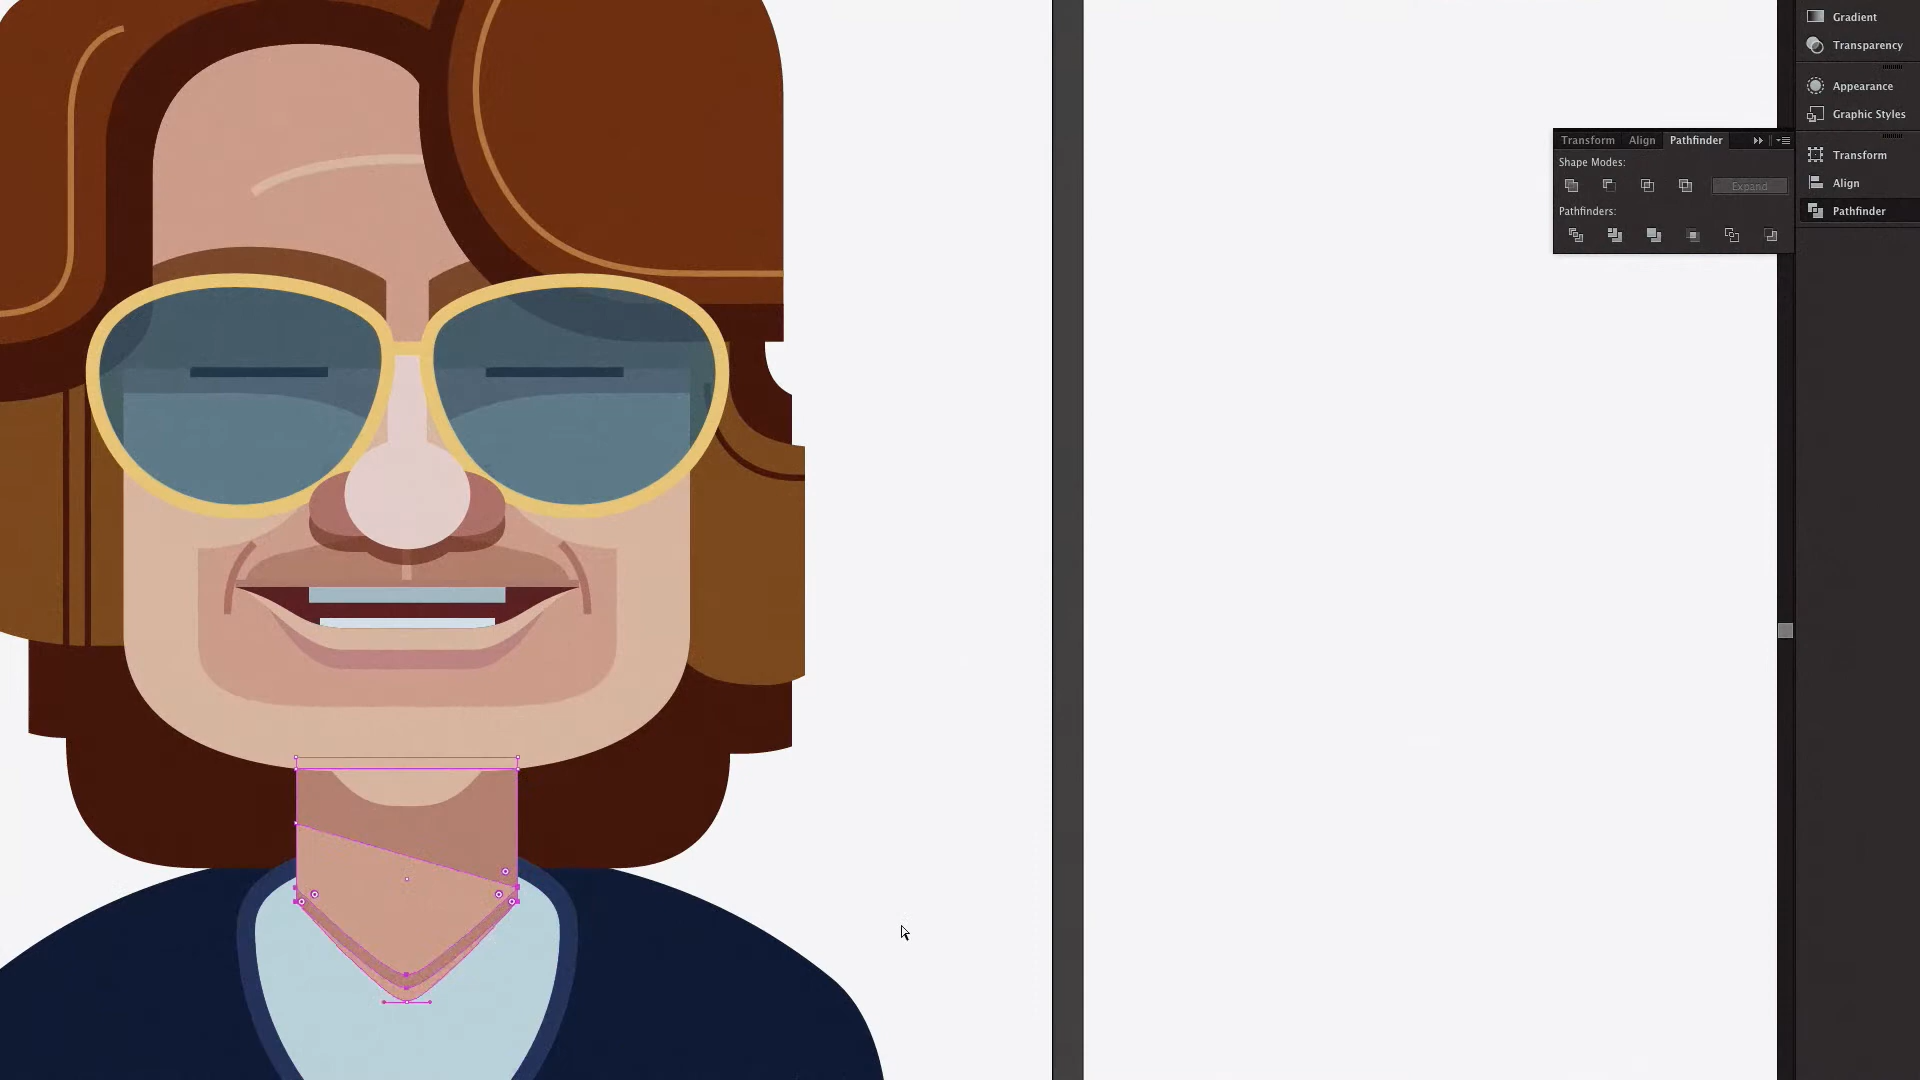 Gradient
Transparency
Appearance
Graphic Styles
Transform Align Pathfinder
Shape Modes:
Expand
Pathfinders:
Transform
Align
Pathfinder